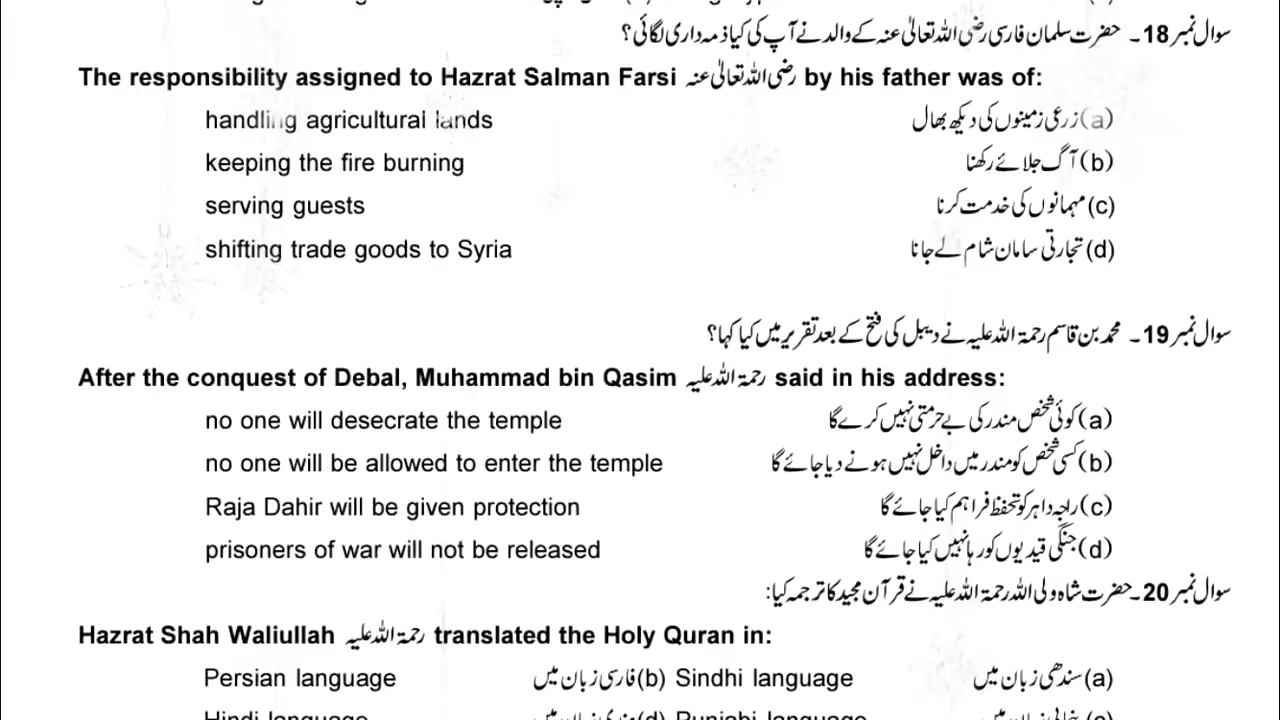 سوال نمبر 18۔ حضرت سلمان فارسی رضی اللہ تعالیٰ عنہ کے والد نے آپ کی کیا ذمہ داری لگائی؟
The responsibility assigned to Hazrat Salman Farsi رضی اللہ تعالیٰ عنہ by his father was of:
handling agricultural lands (a) زرعی زمینوں کی دیکھ بھال
keeping the fire burning (b) آگ جلائے رکھنا
serving guests (c) مہمانوں کی خدمت کرنا
shifting trade goods to Syria (d) تجارتی سامان شام لے جانا
سوال نمبر 19۔ محمد بن قاسم رحمۃ اللہ علیہ نے دیبل کی فتح کے بعد تقریر میں کیا کہا؟
After the conquest of Debal, Muhammad bin Qasim رحمۃ اللہ علیہ said in his address:
no one will desecrate the temple (a) کوئی شخص مندر کی بے حرمتی نہیں کرے گا
no one will be allowed to enter the temple (b) کسی شخص کو مندر میں داخل نہیں ہونے دیا جائے گا
Raja Dahir will be given protection (c) راجہ داہر کو تحفظ فراہم کیا جائے گا
prisoners of war will not be released (d) جنگی قیدیوں کو رہا نہیں کیا جائے گا
سوال نمبر 20۔ حضرت شاہ ولی اللہ رحمۃ اللہ علیہ نے قرآن مجید کا ترجمہ کیا:
Hazrat Shah Waliullah رحمۃ اللہ علیہ translated the Holy Quran in:
Persian language (b) فارسی زبان میں Sindhi language (a) سندھی زبان میں
Hindi language (d) ہندی زبان میں Punjabi language (c) پنجابی زبان میں